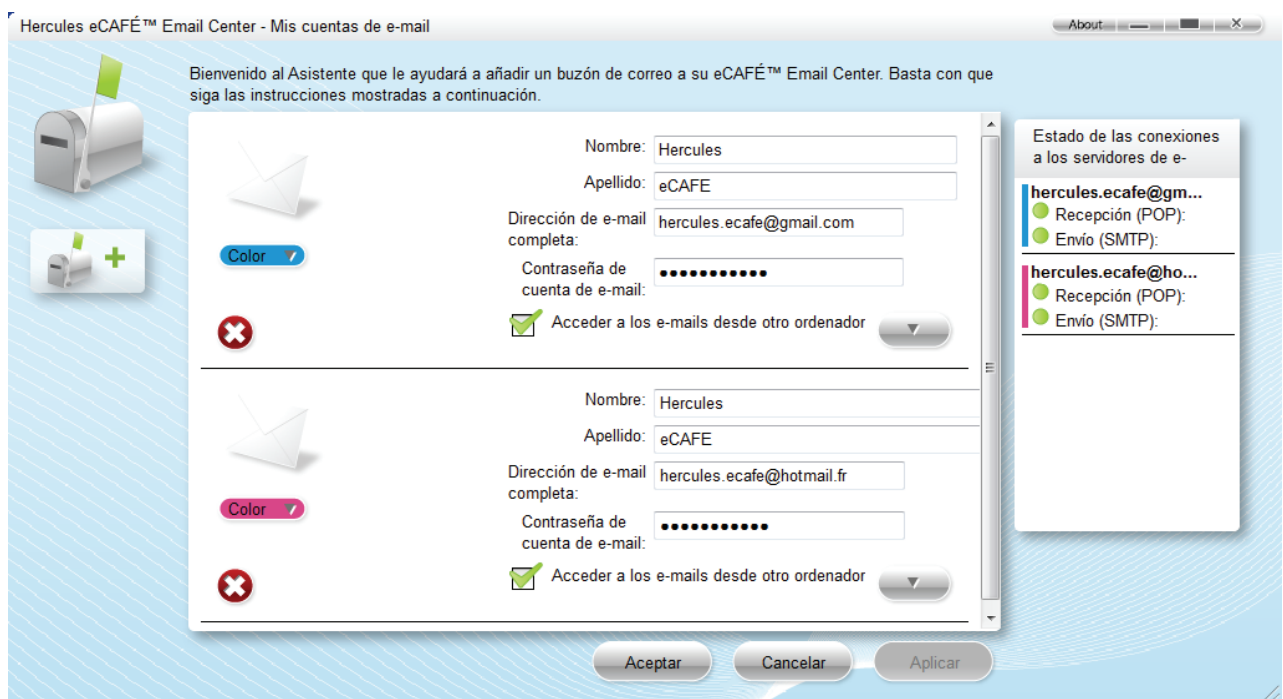 Hercules eCAFÉ™ Email Center - Mis cuentas de e-mail
About
Bienvenido al Asistente que le ayudará a añadir un buzón de correo a su eCAFÉ™ Email Center. Basta con que
siga las instrucciones mostradas a continuación.
Nombre: Hercules
Apellido: eCAFE
Dirección de e-mail
completa:
hercules.ecafe@gmail.com
Color
Contraseña de
cuenta de e-mail:
●●●●●●●●●●●
Acceder a los e-mails desde otro ordenador
Nombre: Hercules
Apellido: eCAFE
Dirección de e-mail
completa:
hercules.ecafe@hotmail.fr
Color
Contraseña de
cuenta de e-mail:
●●●●●●●●●●●
Acceder a los e-mails desde otro ordenador
Estado de las conexiones
a los servidores de e-
hercules.ecafe@gm...
Recepción (POP):
Envío (SMTP):
hercules.ecafe@ho...
Recepción (POP):
Envío (SMTP):
Aceptar
Cancelar
Aplicar